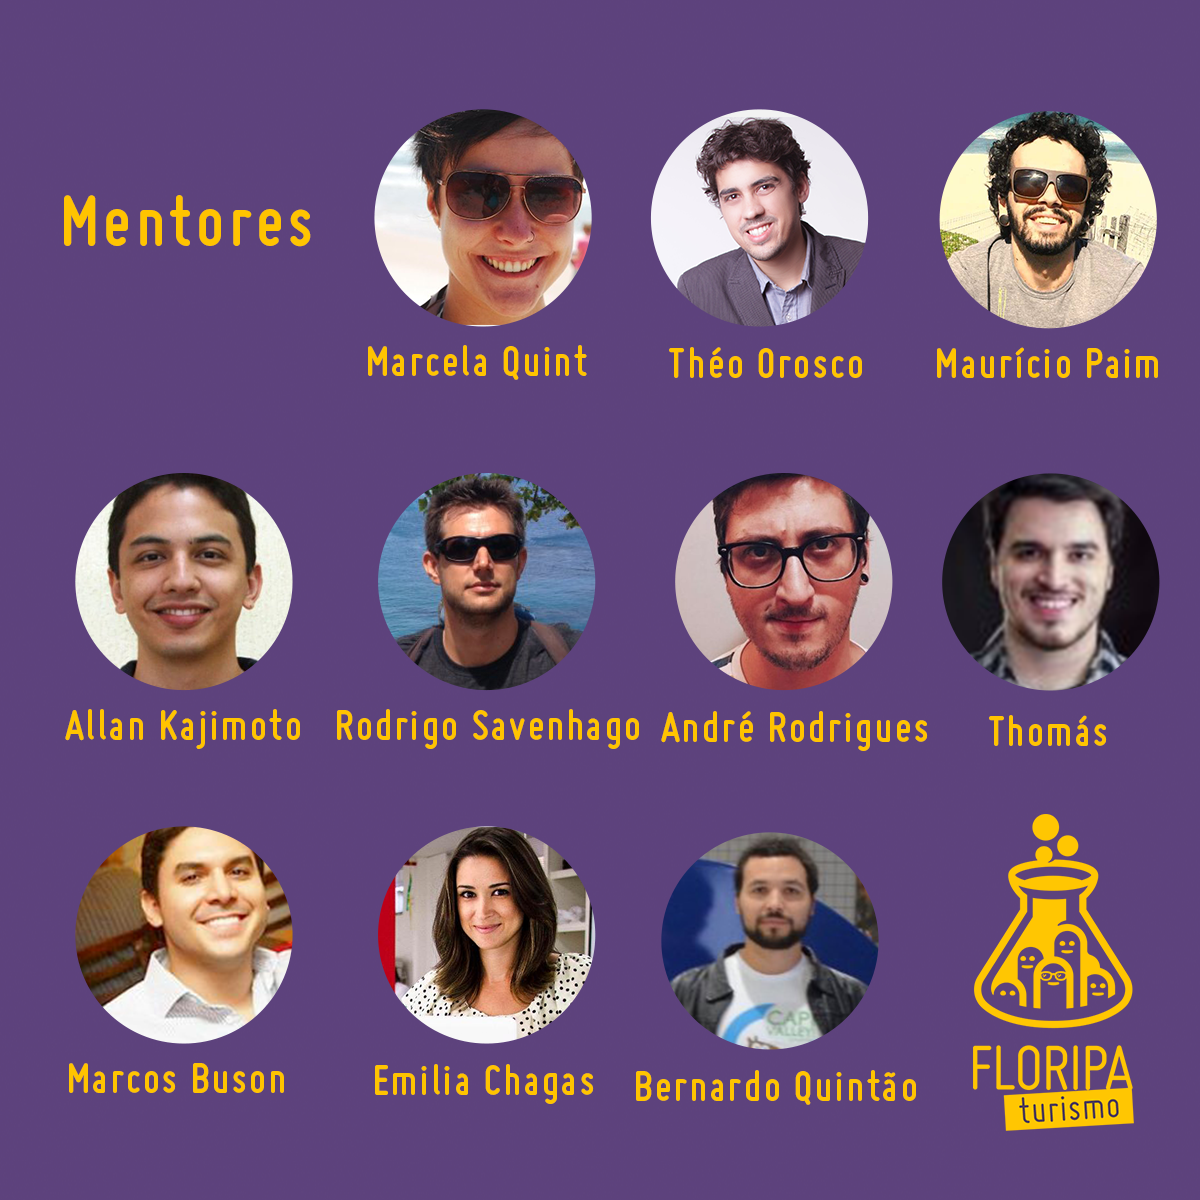 Mentores
Marcela Quint
Théo Orosco
Maurício Paim
Allan Kajimoto
Rodrigo Savenhago
André Rodrigues
Thomás
Marcos Buson
Emilia Chagas
Bernardo Quintão
FLORIPA
turismo